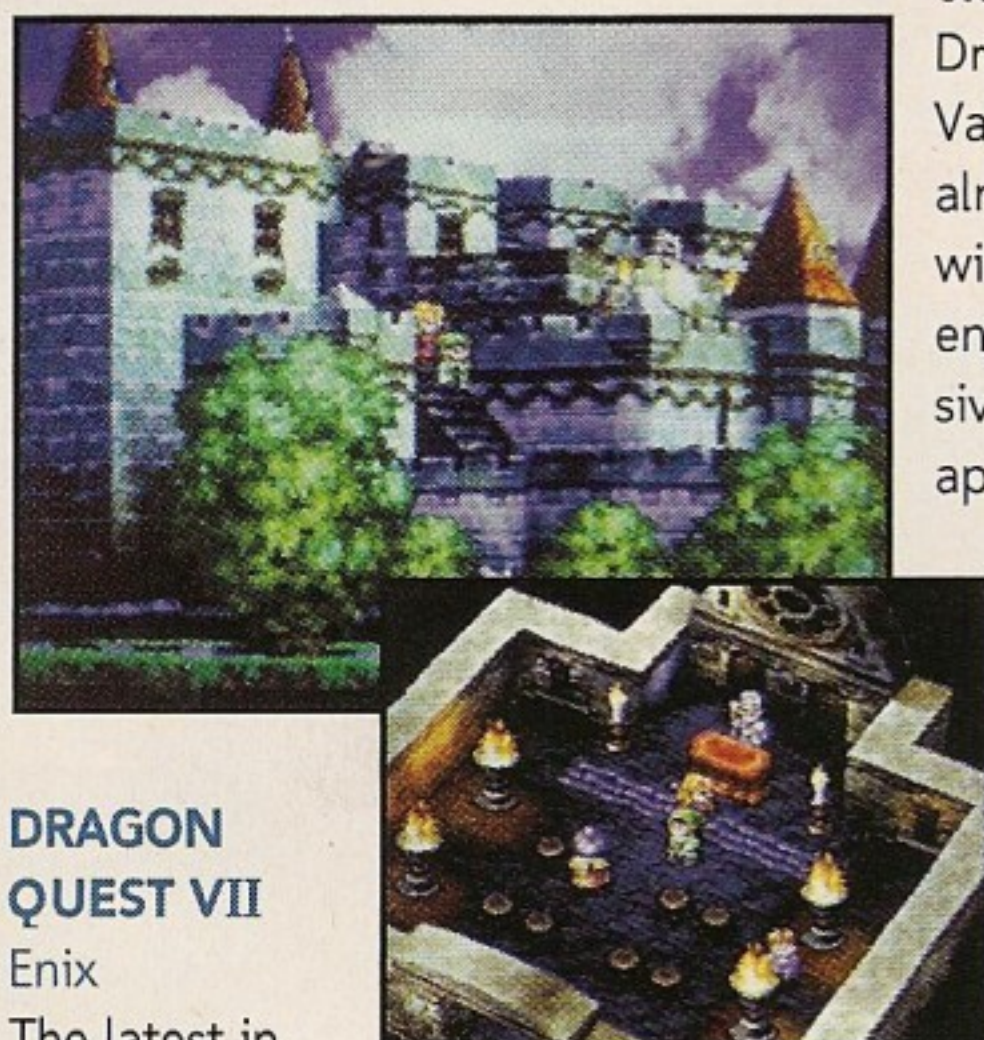 Dr
Va
alr
wi
en
siv
ap
DRAGON
QUEST VII
Enix
The latest in